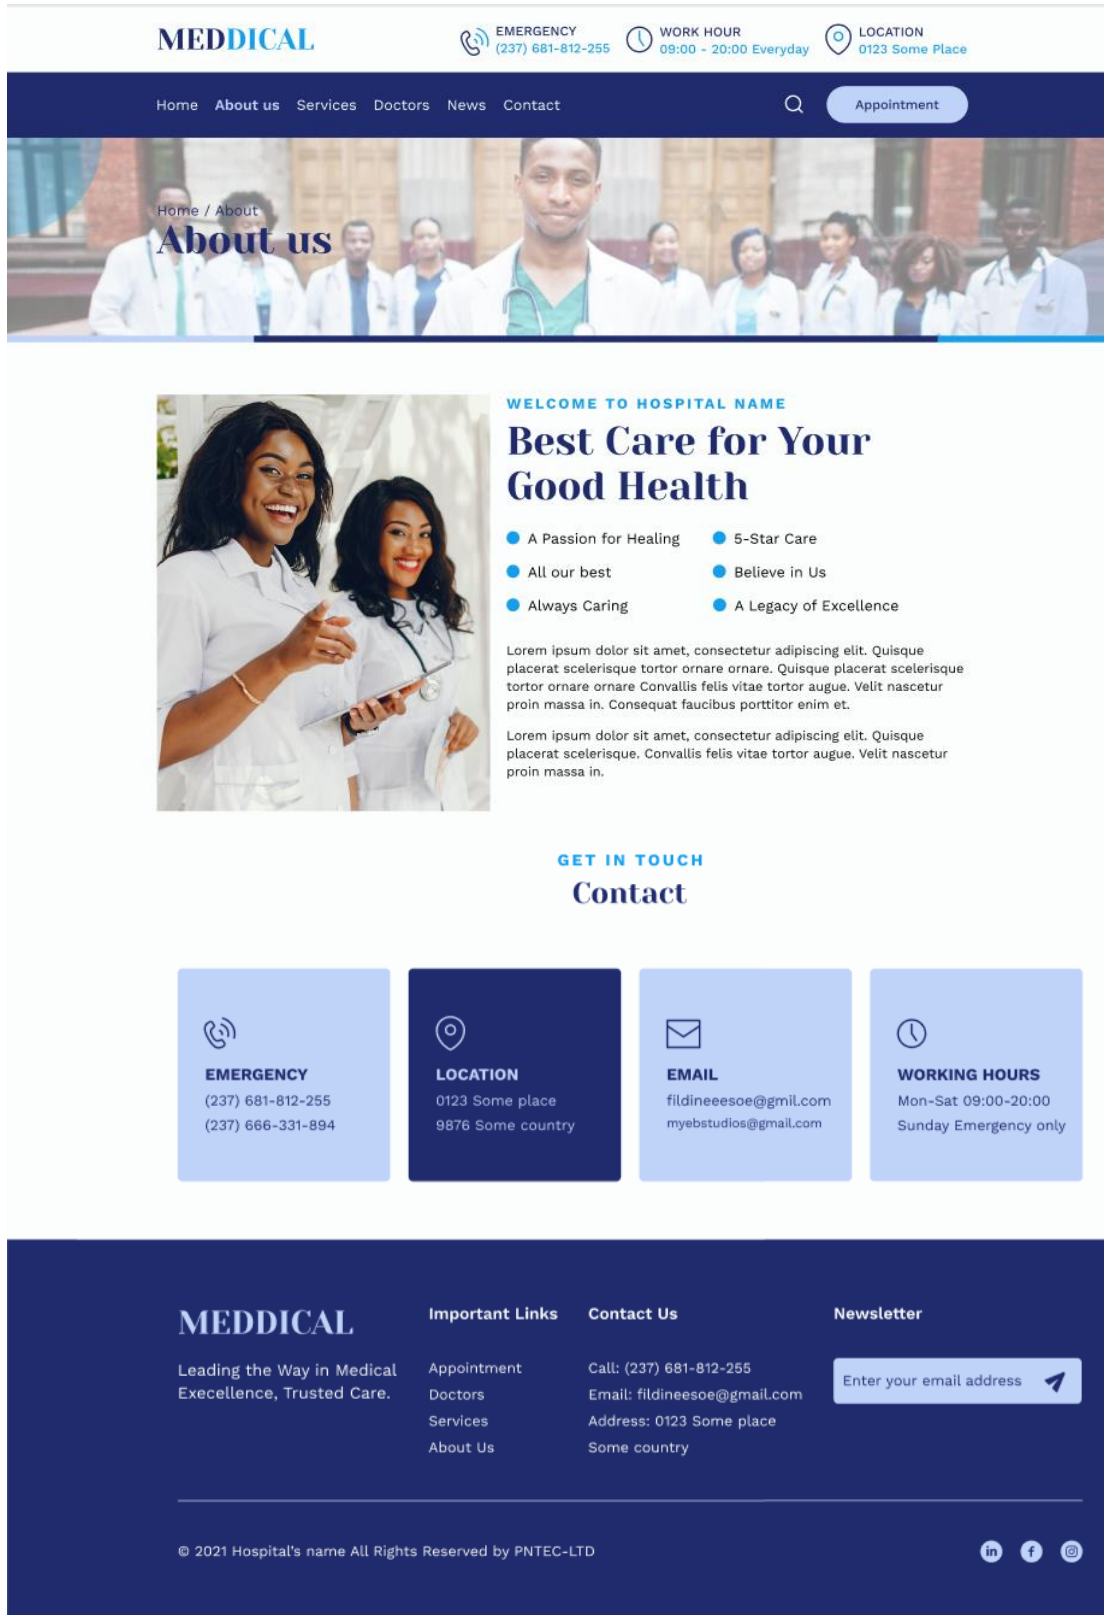 MEDDICAL
EMERGENCY
(237) 681-812-255
WORK HOUR
09:00 - 20:00 Everyday
LOCATION
0123 Some Place
Home About us Services Doctors News Contact
Appointment
Home / About
About us
WELCOME TO HOSPITAL NAME
Best Care for Your
Good Health
A Passion for Healing
5-Star Care
All our best
Believe in Us
Always Caring
A Legacy of Excellence
Lorem ipsum dolor sit amet, consectetur adipiscing elit. Quisque
placerat scelerisque tortor ornare ornare. Quisque placerat scelerisque
tortor ornare ornare Convallis felis vitae tortor augue. Velit nascetur
proin massa in. Consequat faucibus porttitor enim et.
Lorem ipsum dolor sit amet, consectetur adipiscing elit. Quisque
placerat scelerisque. Convallis felis vitae tortor augue. Velit nascetur
proin massa in.
GET IN TOUCH
Contact
EMERGENCY
(237) 681-812-255
(237) 666-331-894
LOCATION
0123 Some place
9876 Some country
EMAIL
fildineeesoe@gmil.com
myebstudios@gmail.com
WORKING HOURS
Mon-Sat 09:00-20:00
Sunday Emergency only
MEDDICAL
Leading the Way in Medical
Execellence, Trusted Care.
Important Links
Appointment
Doctors
Services
About Us
Contact Us
Call: (237) 681-812-255
Email: fildineesoe@gmail.com
Address: 0123 Some place
Some country
Newsletter
Enter your email address
© 2021 Hospital's name All Rights Reserved by PNTEC-LTD
in
f